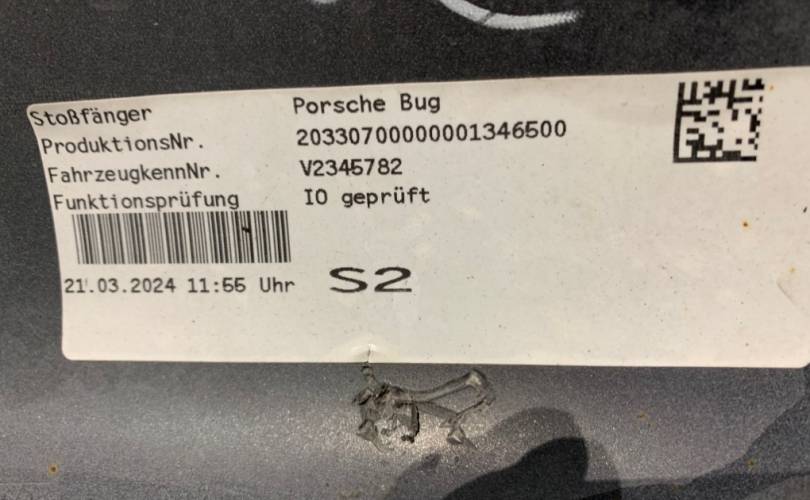 Stoßfänger Porsche Bug
ProduktionsNr. 20330700000001346500
FahrzeugkennNr. V2345782
Funktionsprüfung IO geprüft
21.03.2024 11:55 Uhr S2